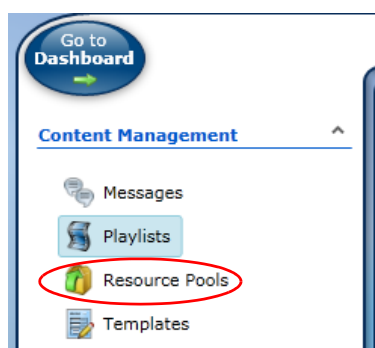 Go to
Dashboard
Content Management
Messages
Playlists
Resource Pools
Templates